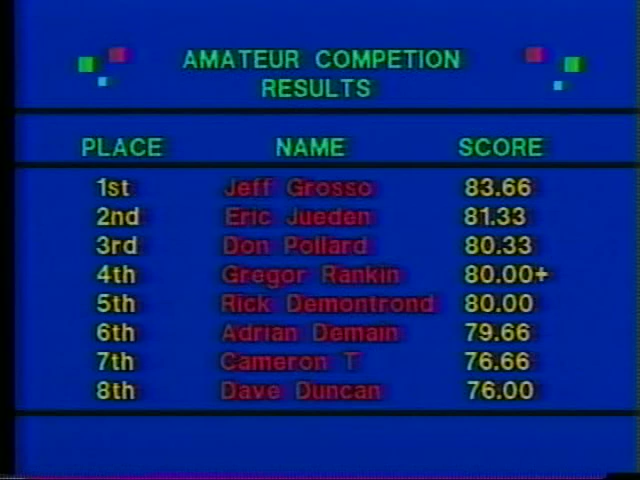 AMATEUR COMPETION
RESULTS
PLACE NAME SCORE
1st Jeff Grosso 83.66
2nd Eric Jueden 81.33
3rd Don Pollard 80.33
4th Gregor Rankin 80.00+
5th Rick Demontrond 80.00
6th Adrian Demain 79.66
7th Cameron T 76.66
8th Dave Duncan 76.00